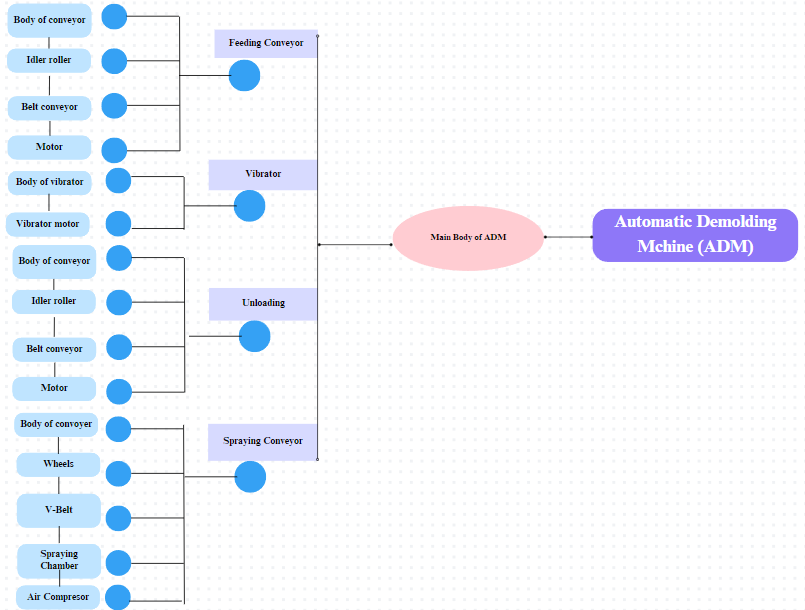 Body of conveyor
Idler roller
Belt conveyor
Motor
Feeding Conveyor
Body of vibrator
Vibrator motor
Vibrator
Body of conveyor
Idler roller
Belt conveyor
Motor
Unloading
Body of convoyer
Wheels
V-Belt
Spraying
Chamber
Air Compresor
Spraying Conveyor
Main Body of ADM
Automatic Demolding
Mchine (ADM)